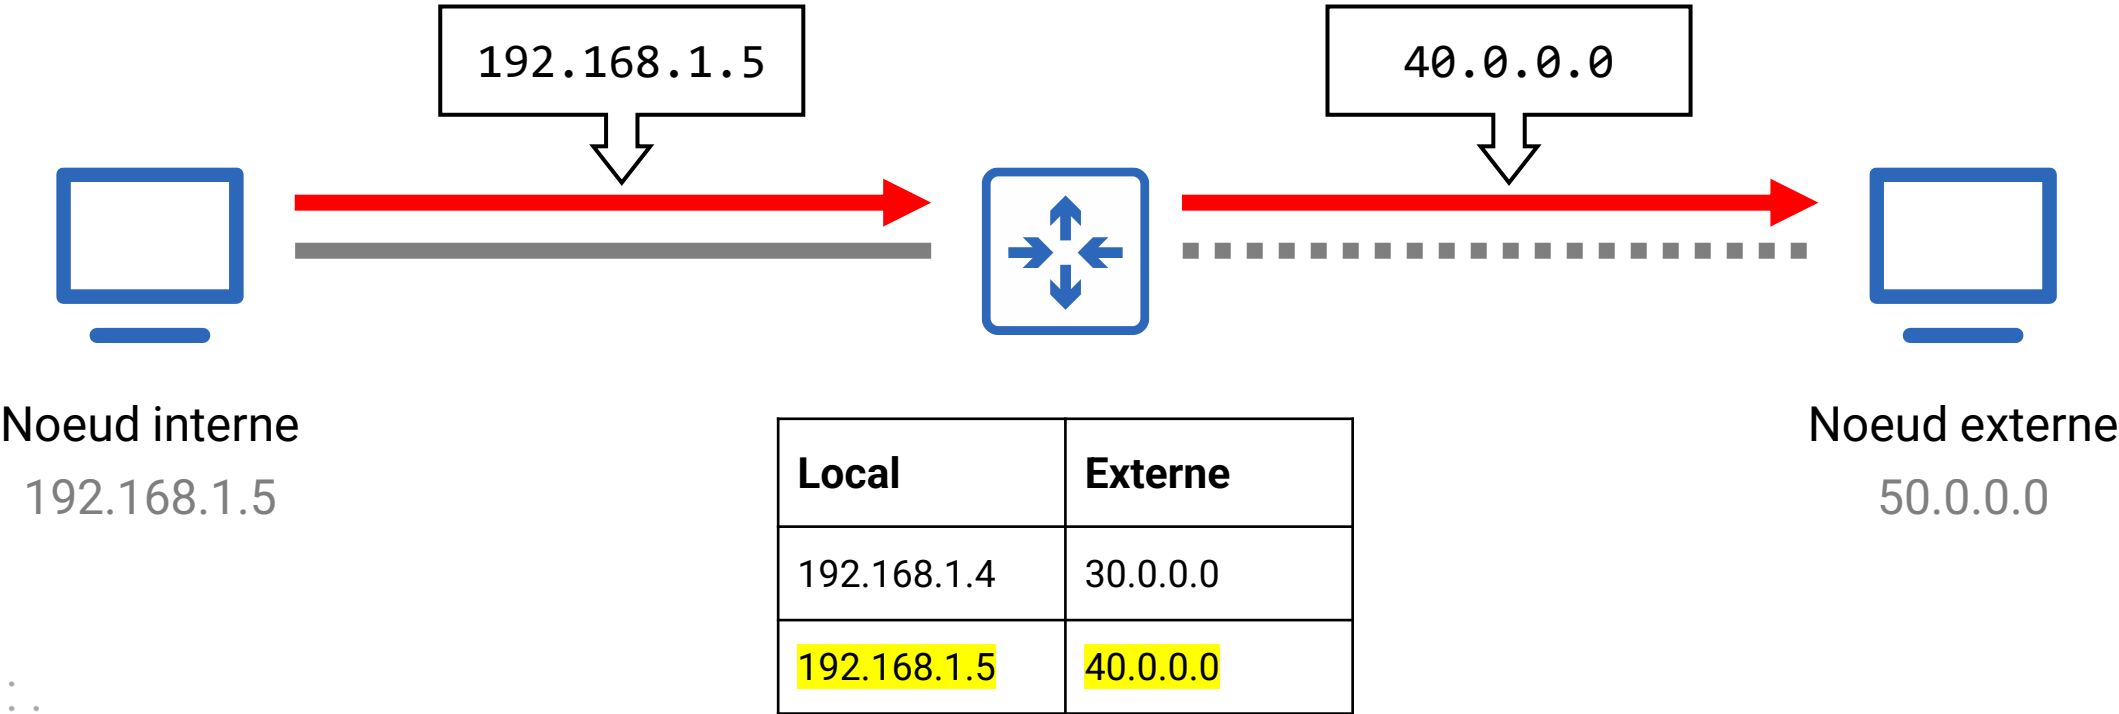 192.168.1.5
40.0.0.0
Noeud interne
192.168.1.5
Noeud externe
50.0.0.0
Local Externe
192.168.1.4 30.0.0.0
192.168.1.5 40.0.0.0